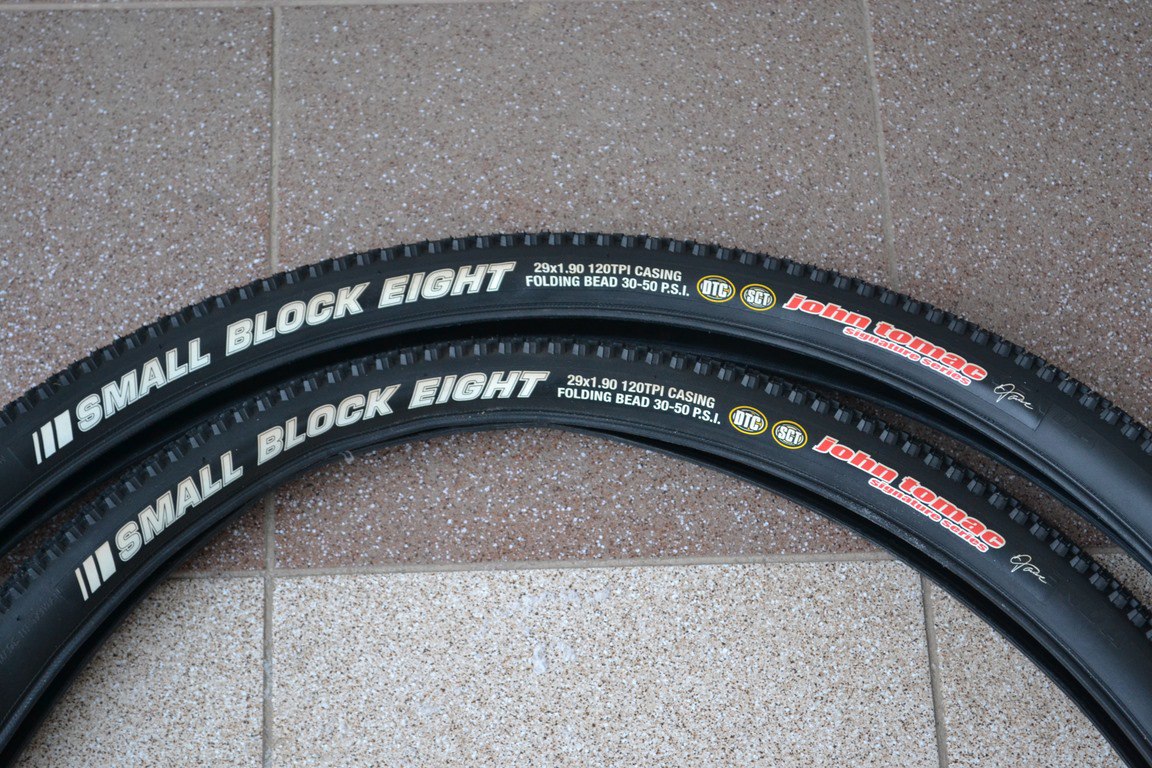 SMALL BLOCK EIGHT
29x1.90 120TPI CASING
FOLDING BEAD 30-50 P.S.I.
DTC
SCT
john tomac
signature series
SMALL BLOCK EIGHT
29x1.90 120TPI CASING
FOLDING BEAD 30-50 P.S.I.
DTC
SCT
john tomac
signature series